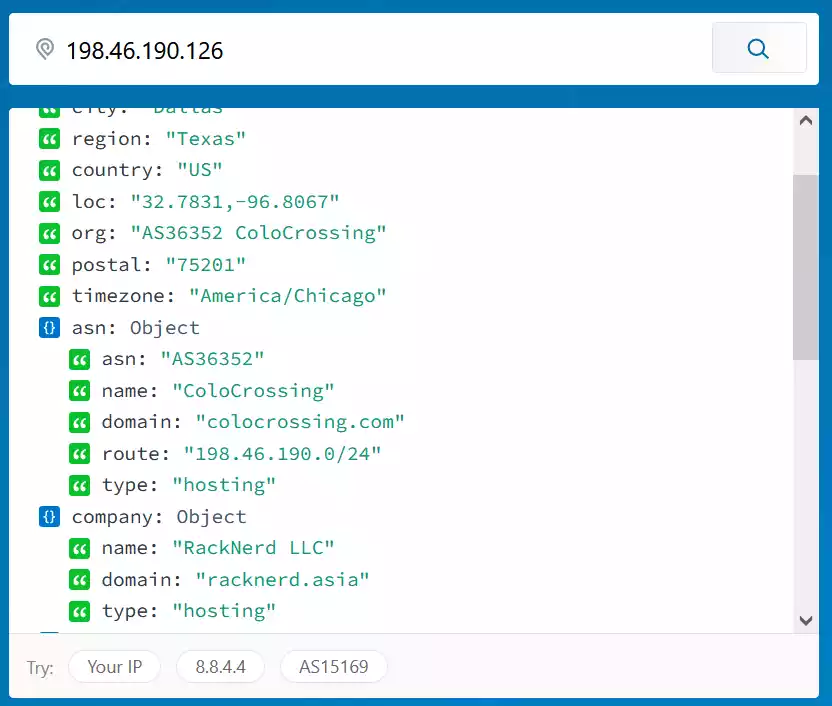 198.46.190.126
city: "Dallas"
region: "Texas"
country: "US"
loc: "32.7831,-96.8067"
org: "AS36352 ColoCrossing"
postal: "75201"
timezone: "America/Chicago"
{} asn: Object
asn: "AS36352"
name: "ColoCrossing"
domain: "colocrossing.com"
route: "198.46.190.0/24"
type: "hosting"
{} company: Object
name: "RackNerd LLC"
domain: "racknerd.asia"
type: "hosting"
Try: Your IP 8.8.4.4 AS15169